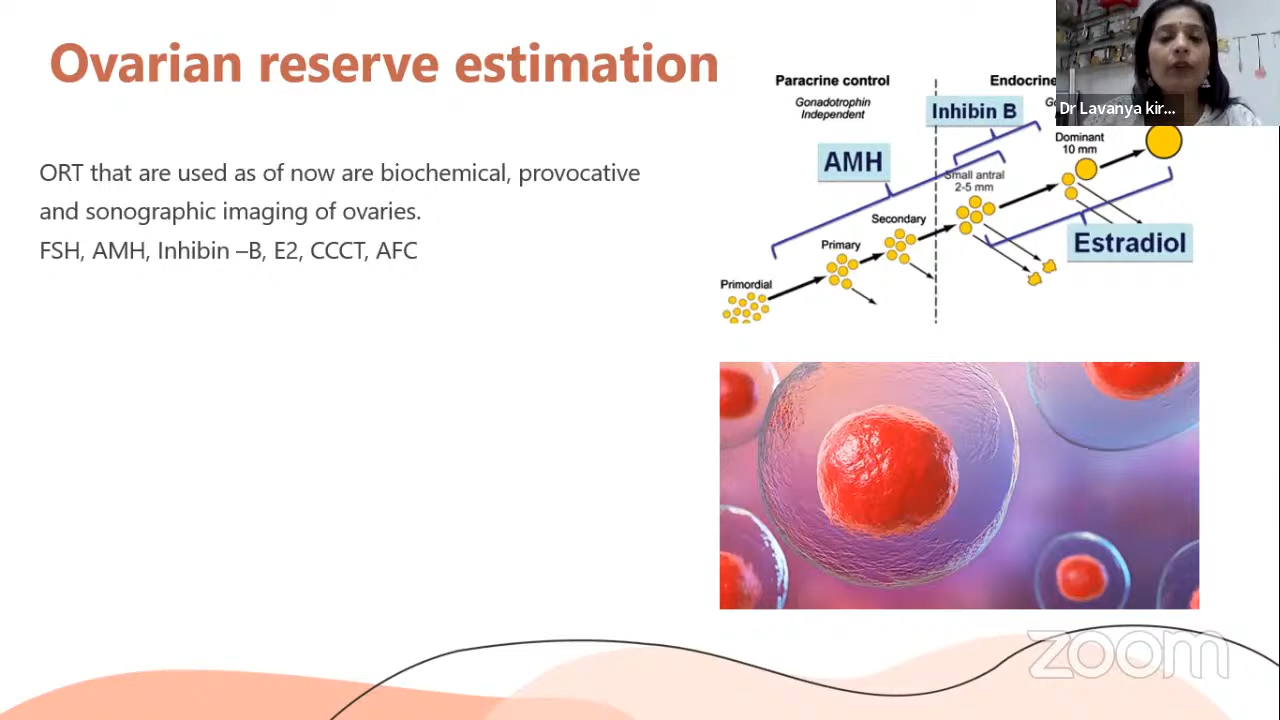 Ovarian reserve estimation
ORT that are used as of now are biochemical, provocative
and sonographic imaging of ovaries.
FSH, AMH, Inhibin –B, E2, CCCT, AFC
Paracrine control
Gonadotrophin
Independent
Endocrine
Inhibin B
AMH
Dominant
10 mm
Small antral
2-5 mm
Secondary
Primary
Primordial
Estradiol
Dr Lavanya kir...
zoom